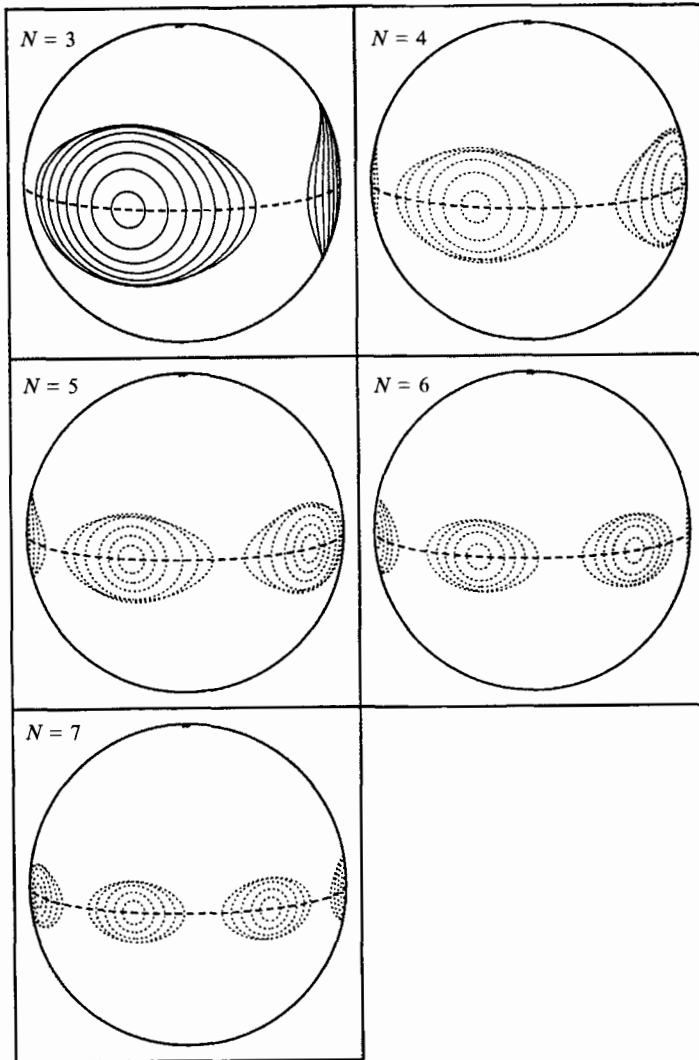 N = 3
N = 4
N = 5
N = 6
N = 7